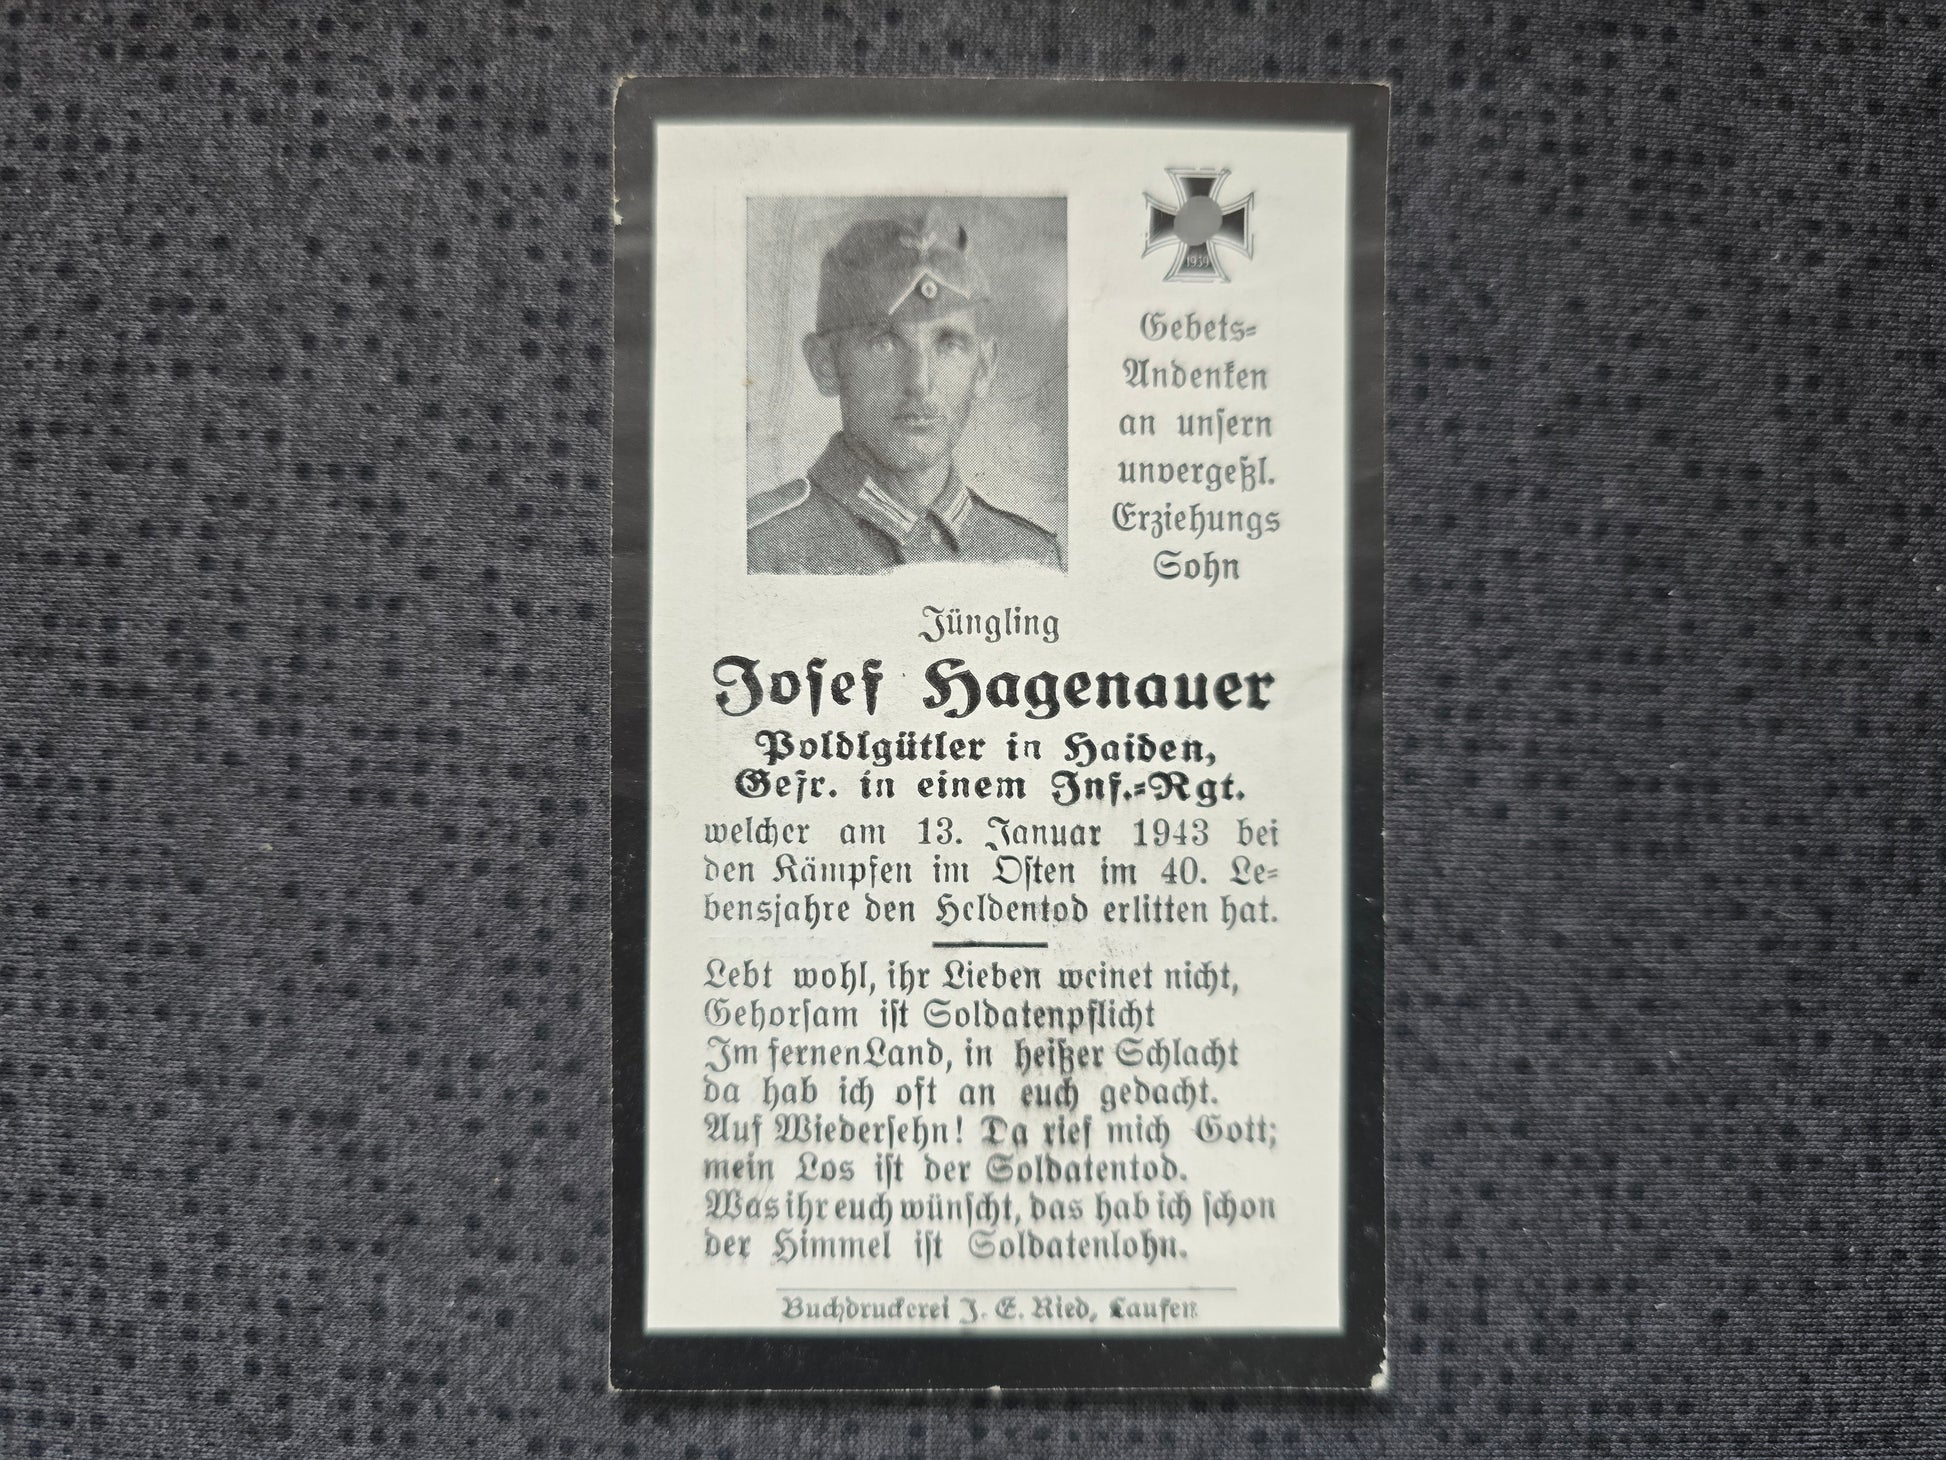 1939
Gebets-
Andenken
an unsern
unvergeßl.
Erziehungs
Sohn
Jüngling
Josef Hagenauer
Poldlgütler in Haiden,
Gefr. in einem Inf.-Rgt.
welcher am 13. Januar 1943 bei
den Kämpfen im Osten im 40. Le-
bensjahre den Heldentod erlitten hat.
Lebt wohl, ihr Lieben weinet nicht,
Gehorsam ist Soldatenpflicht
Im fernen Land, in heißer Schlacht
da hab ich oft an euch gedacht.
Auf Wiedersehn! Da rief mich Gott;
mein Los ist der Soldatentod.
Was ihr euch wünscht, das hab ich schon
der Himmel ist Soldatenlohn.
Buchdruckerei J. E. Ried, Laufen